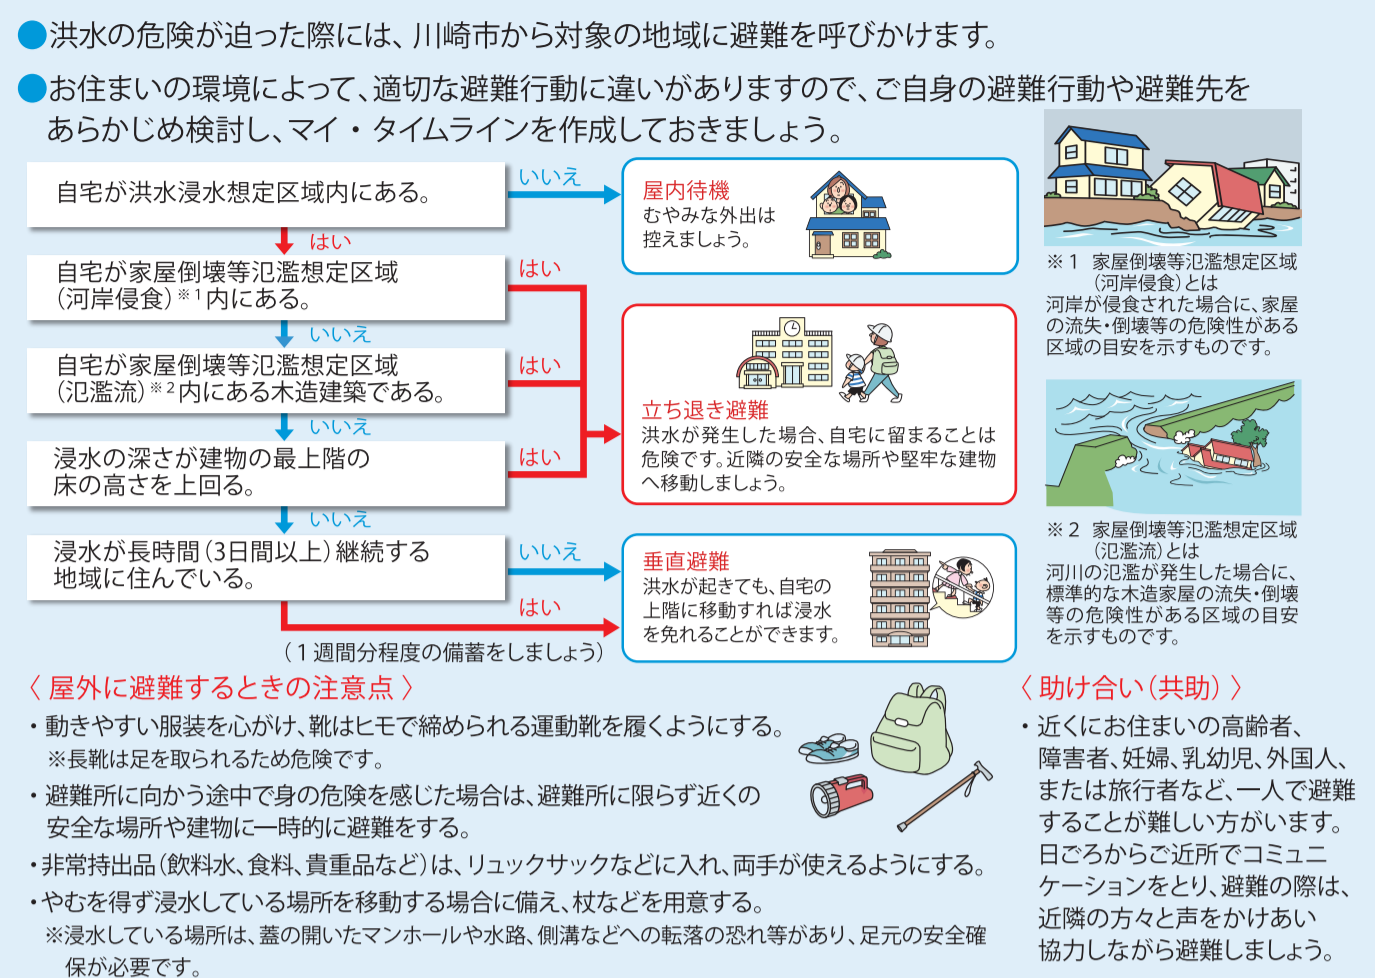 ●洪水の危険が迫った際には、川崎市から対象の地域に避難を呼びかけます。
●お住まいの環境によって、適切な避難行動に違いがありますので、ご自身の避難行動や避難先を
あらかじめ検討し、マイ・タイムラインを作成しておきましょう。
自宅が洪水浸水想定区域内にある。
いいえ
屋内待機
むやみな外出は
控えましょう。
はい
自宅が家屋倒壊等氾濫想定区域
(河岸侵食)※1内にある。
はい
いいえ
自宅が家屋倒壊等氾濫想定区域
(氾濫流)※2内にある木造建築である。
はい
いいえ
浸水の深さが建物の最上階の
床の高さを上回る。
はい
立ち退き避難
洪水が発生した場合、自宅に留まることは
危険です。近隣の安全な場所や堅牢な建物
へ移動しましょう。
いいえ
浸水が長時間(3日間以上)継続する
地域に住んでいる。
いいえ
はい
(1週間分程度の備蓄をしましょう)
垂直避難
洪水が起きても、自宅の
上階に移動すれば浸水
を免れることができます。
※1 家屋倒壊等氾濫想定区域
(河岸侵食)とは
河岸が侵食された場合に、家屋
の流失・倒壊等の危険性がある
区域の目安を示すものです。
※2 家屋倒壊等氾濫想定区域
(氾濫流)とは
河川の氾濫が発生した場合に、
標準的な木造家屋の流失・倒壊
等の危険性がある区域の目安
を示すものです。
〈屋外に避難するときの注意点〉
・動きやすい服装を心がけ、靴はヒモで締められる運動靴を履くようにする。
※長靴は足を取られるため危険です。
・避難所に向かう途中で身の危険を感じた場合は、避難所に限らず近くの
安全な場所や建物に一時的に避難をする。
・非常持出品(飲料水、食料、貴重品など)は、リュックサックなどに入れ、両手が使えるようにする。
・やむを得ず浸水している場所を移動する場合に備え、杖などを用意する。
※浸水している場所は、蓋の開いたマンホールや水路、側溝などへの転落の恐れ等があり、足元の安全確
保が必要です。
〈助け合い(共助)〉
・近くにお住まいの高齢者、
障害者、妊婦、乳幼児、外国人、
または旅行者など、一人で避難
することが難しい方がいます。
日ごろからご近所でコミュニ
ケーションをとり、避難の際は、
近隣の方々と声をかけあい
協力しながら避難しましょう。